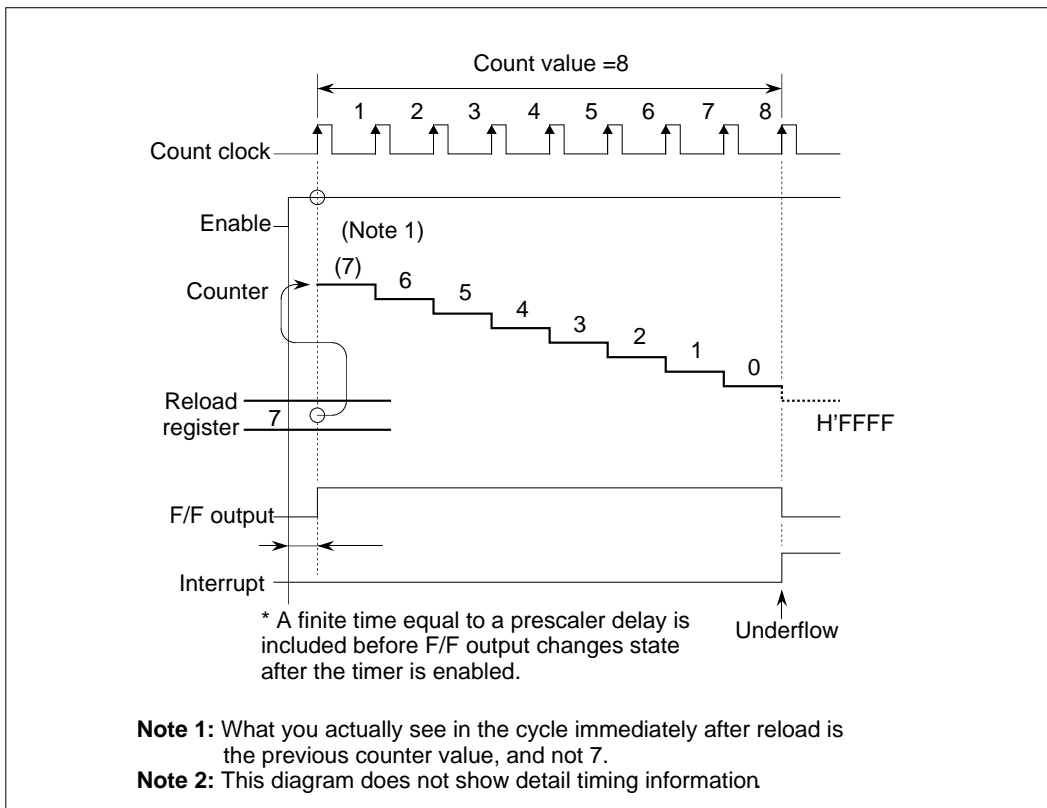 Count value =8
1 2 3 4 5 6 7 8
Count clock
Enable
(Note 1)
(7) 6 5 4 3 2 1 0
Counter
Reload
register 7
H'FFFF
F/F output
Interrupt
* A finite time equal to a prescaler delay is
included before F/F output changes state
after the timer is enabled.
Underflow
Note 1: What you actually see in the cycle immediately after reload is
the previous counter value, and not 7.
Note 2: This diagram does not show detail timing information.